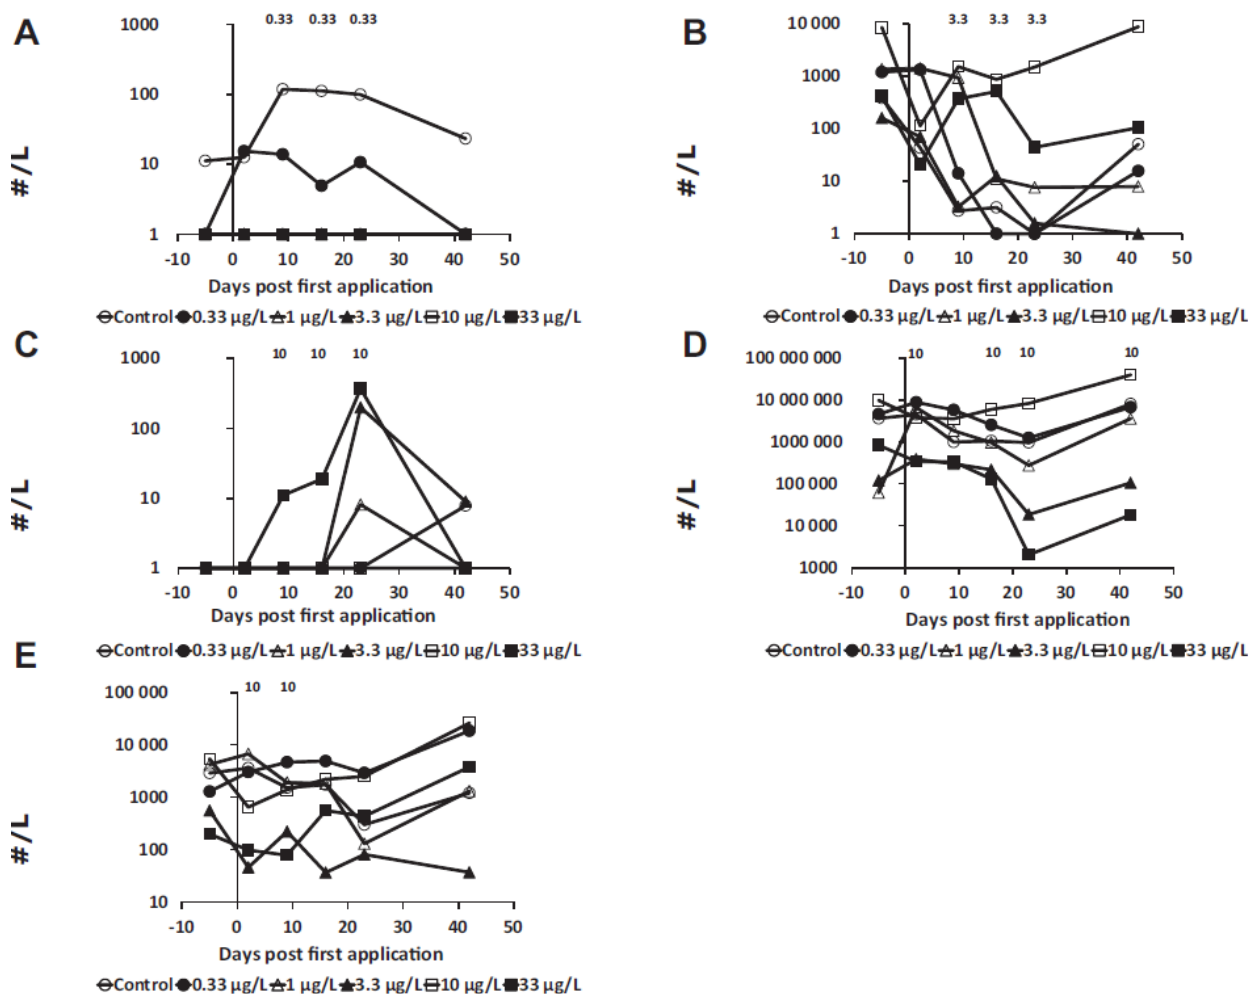 A
0.33 0.33 0.33
1000
100
10
1
#/L
-10 0 10 20 30 40 50
Days post first application
Control 0.33 µg/L 1 µg/L 3.3 µg/L 10 µg/L 33 µg/L
B
3.3 3.3 3.3
10 000
1000
100
10
1
#/L
-10 0 10 20 30 40 50
Days post first application
Control 0.33 µg/L 1 µg/L 3.3 µg/L 10 µg/L 33 µg/L
C
10 10 10
1000
100
10
1
#/L
-10 0 10 20 30 40 50
Days post first application
Control 0.33 µg/L 1 µg/L 3.3 µg/L 10 µg/L 33 µg/L
D
10 10 10 10
100 000 000
10 000 000
1000 000
100 000
10 000
1000
#/L
-10 0 10 20 30 40 50
Days post first application
Control 0.33 µg/L 1 µg/L 3.3 µg/L 10 µg/L 33 µg/L
E
10 10
100 000
10 000
1000
100
10
#/L
-10 0 10 20 30 40 50
Days post first application
Control 0.33 µg/L 1 µg/L 3.3 µg/L 10 µg/L 33 µg/L